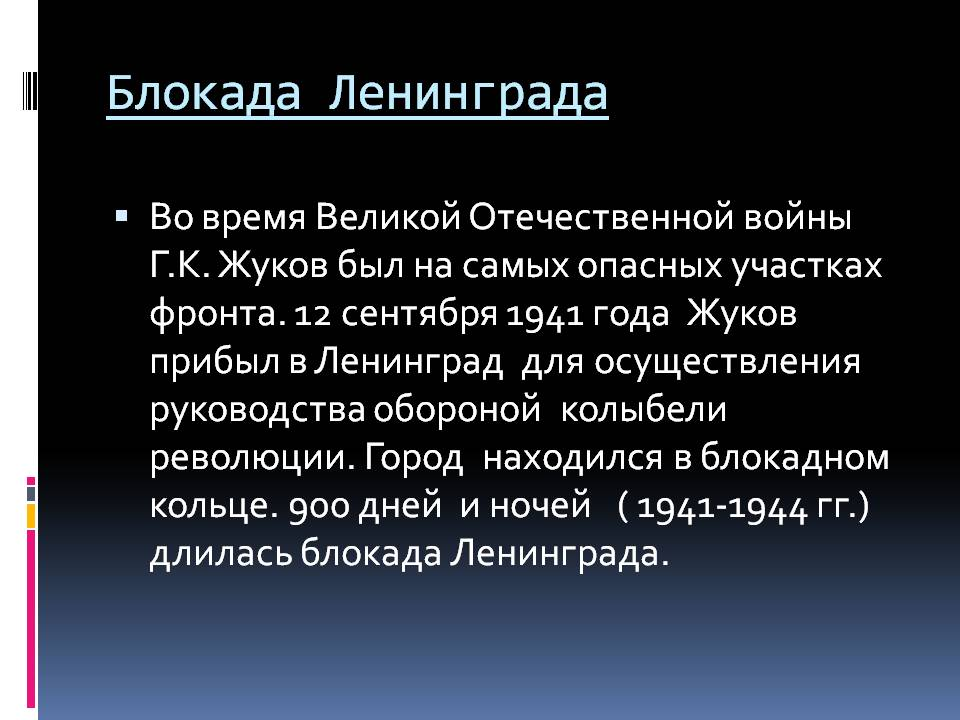 Блокада Ленинграда
Во время Великой Отечественной войны
Г.К. Жуков был на самых опасных участках
фронта. 12 сентября 1941 года Жуков
прибыл в Ленинград для осуществления
руководства обороной колыбели
революции. Город находился в блокадном
кольце. 900 дней и ночей ( 1941-1944 гг.)
длилась блокада Ленинграда.